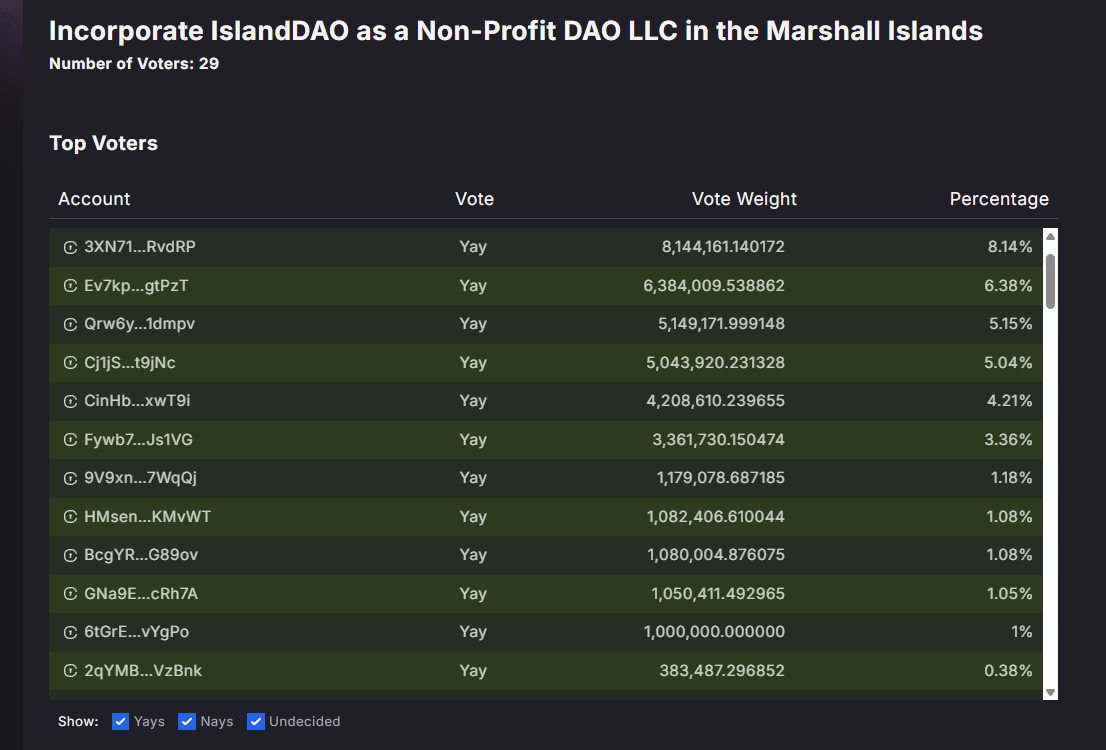 Incorporate IslandDAO as a Non-Profit DAO LLC in the Marshall Islands
Number of Voters: 29
Top Voters
Account Vote Vote Weight Percentage
3XN71...RvdRP Yay 8,144,161.140172 8.14%
Ev7kp...gtPzT Yay 6,384,009.538862 6.38%
Qrw6y...1dmpv Yay 5,149,171.999148 5.15%
Cj1jS...t9jNc Yay 5,043,920.231328 5.04%
CinHb...xwT9i Yay 4,208,610.239655 4.21%
Fywb7...Js1VG Yay 3,361,730.150474 3.36%
9V9xn...7WqQj Yay 1,179,078.687185 1.18%
HMsen...KMvWT Yay 1,082,406.610044 1.08%
BcgYR...G89ov Yay 1,080,004.876075 1.08%
GNa9E...cRh7A Yay 1,050,411.492965 1.05%
6tGrE...vYgPo Yay 1,000,000.000000 1%
2qYMB...VzBnk Yay 383,487.296852 0.38%
Show: Yays Nays Undecided